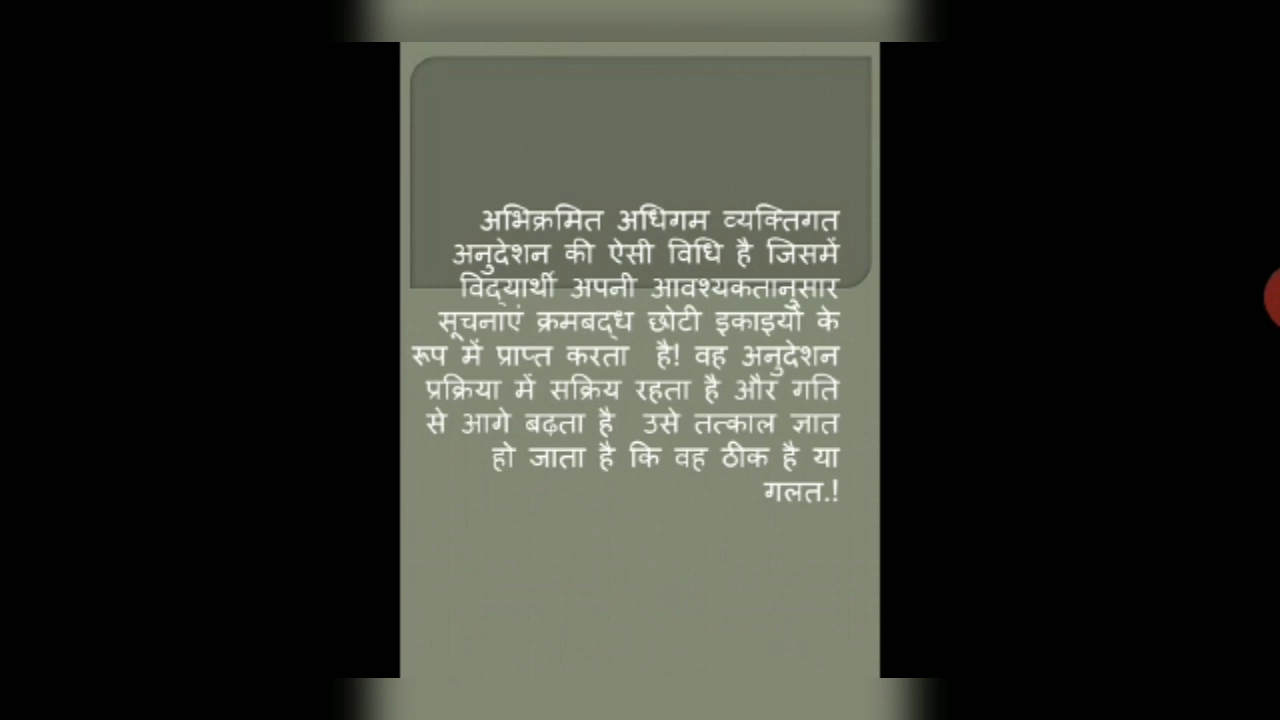 अभिक्रमित अधिगम व्यक्तिगत
अनुदेशन की ऐसी विधि है जिसमें
विद्यार्थी अपनी आवश्यकतानुसार
सूचनाएं क्रमबद्ध छोटी इकाइयों के
रूप में प्राप्त करता है! वह अनुदेशन
प्रक्रिया में सक्रिय रहता है और गति
से आगे बढ़ता है उसे तत्काल ज्ञात
हो जाता है कि वह ठीक है या
गलत.!